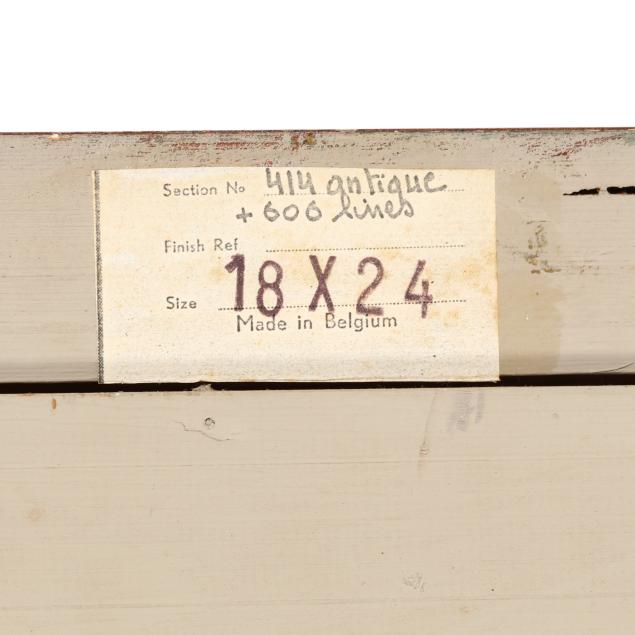 Section No 414 antique
+ 606 lines
Finish Ref
Size 18 X 24
Made in Belgium